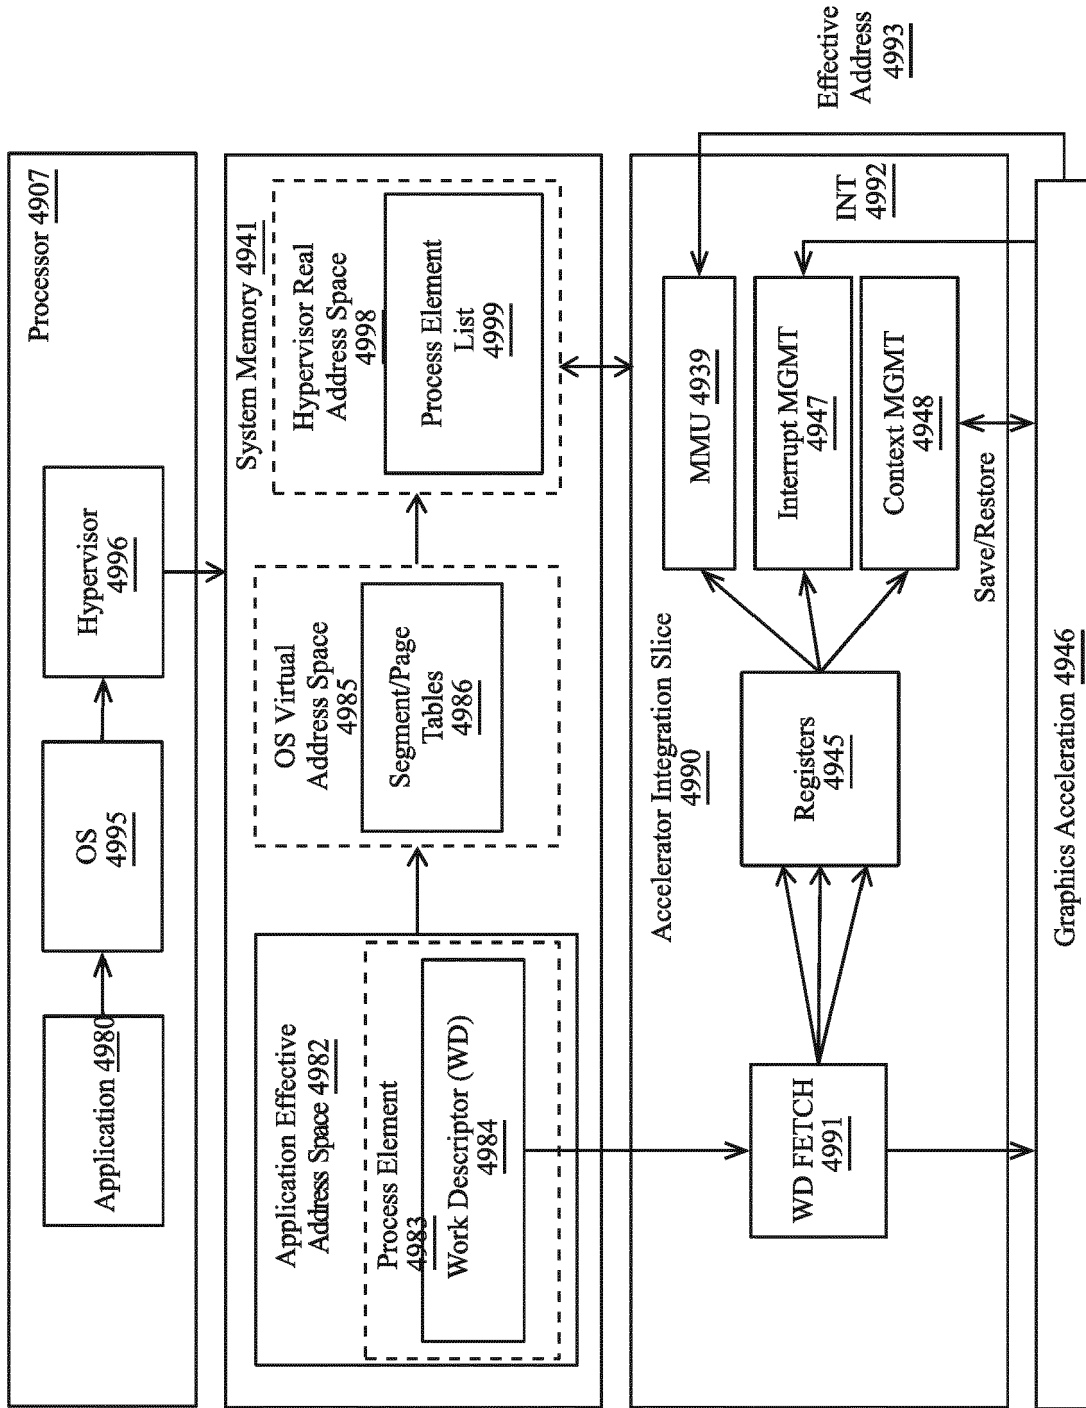 Processor 4907
Application 4980
OS
4995
Hypervisor
4996
System Memory 4941
Application Effective
Address Space 4982
Process Element
4983
Work Descriptor (WD)
4984
OS Virtual
Address Space
4985
Segment/Page
Tables
4986
Hypervisor Real
Address Space
4998
Process Element
List
4999
Accelerator Integration Slice
4990
WD FETCH
4991
Registers
4945
MMU 4939
Interrupt MGMT
4947
Context MGMT
4948
INT
4992
Effective
Address
4993
Save/Restore
Graphics Acceleration 4946